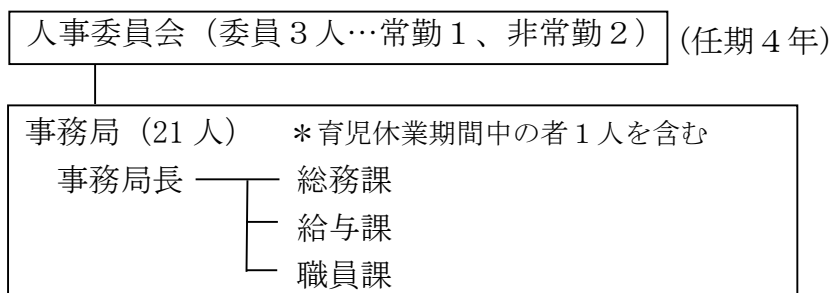 人事委員会（委員３人…常勤１、非常勤２） （任期４年）
事務局（21 人） ＊育児休業期間中の者１人を含む
事務局長 総務課
給与課
職員課